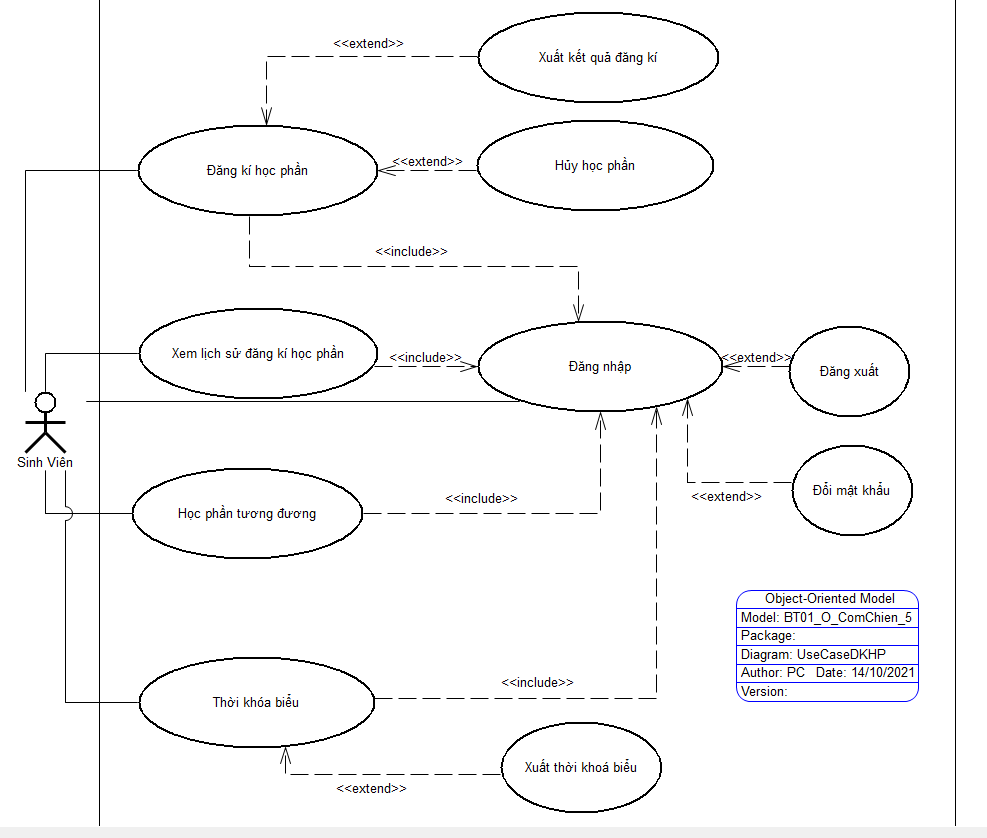 <<extend>>
Xuất kết quả đăng kí
Đăng kí học phần
<<extend>>
Hủy học phần
<<include>>
Xem lịch sử đăng kí học phần
<<include>>
Đăng nhập
<<extend>>
Đăng xuất
Sinh Viên
Học phần tương đương
<<include>>
<<extend>>
Đổi mật khẩu
Object-Oriented Model
Model: BT01_O_ComChien_5
Package:
Diagram: UseCaseDKHP
Author: PC Date: 14/10/2021
Version:
Thời khóa biểu
<<include>>
Xuất thời khoá biểu
<<extend>>